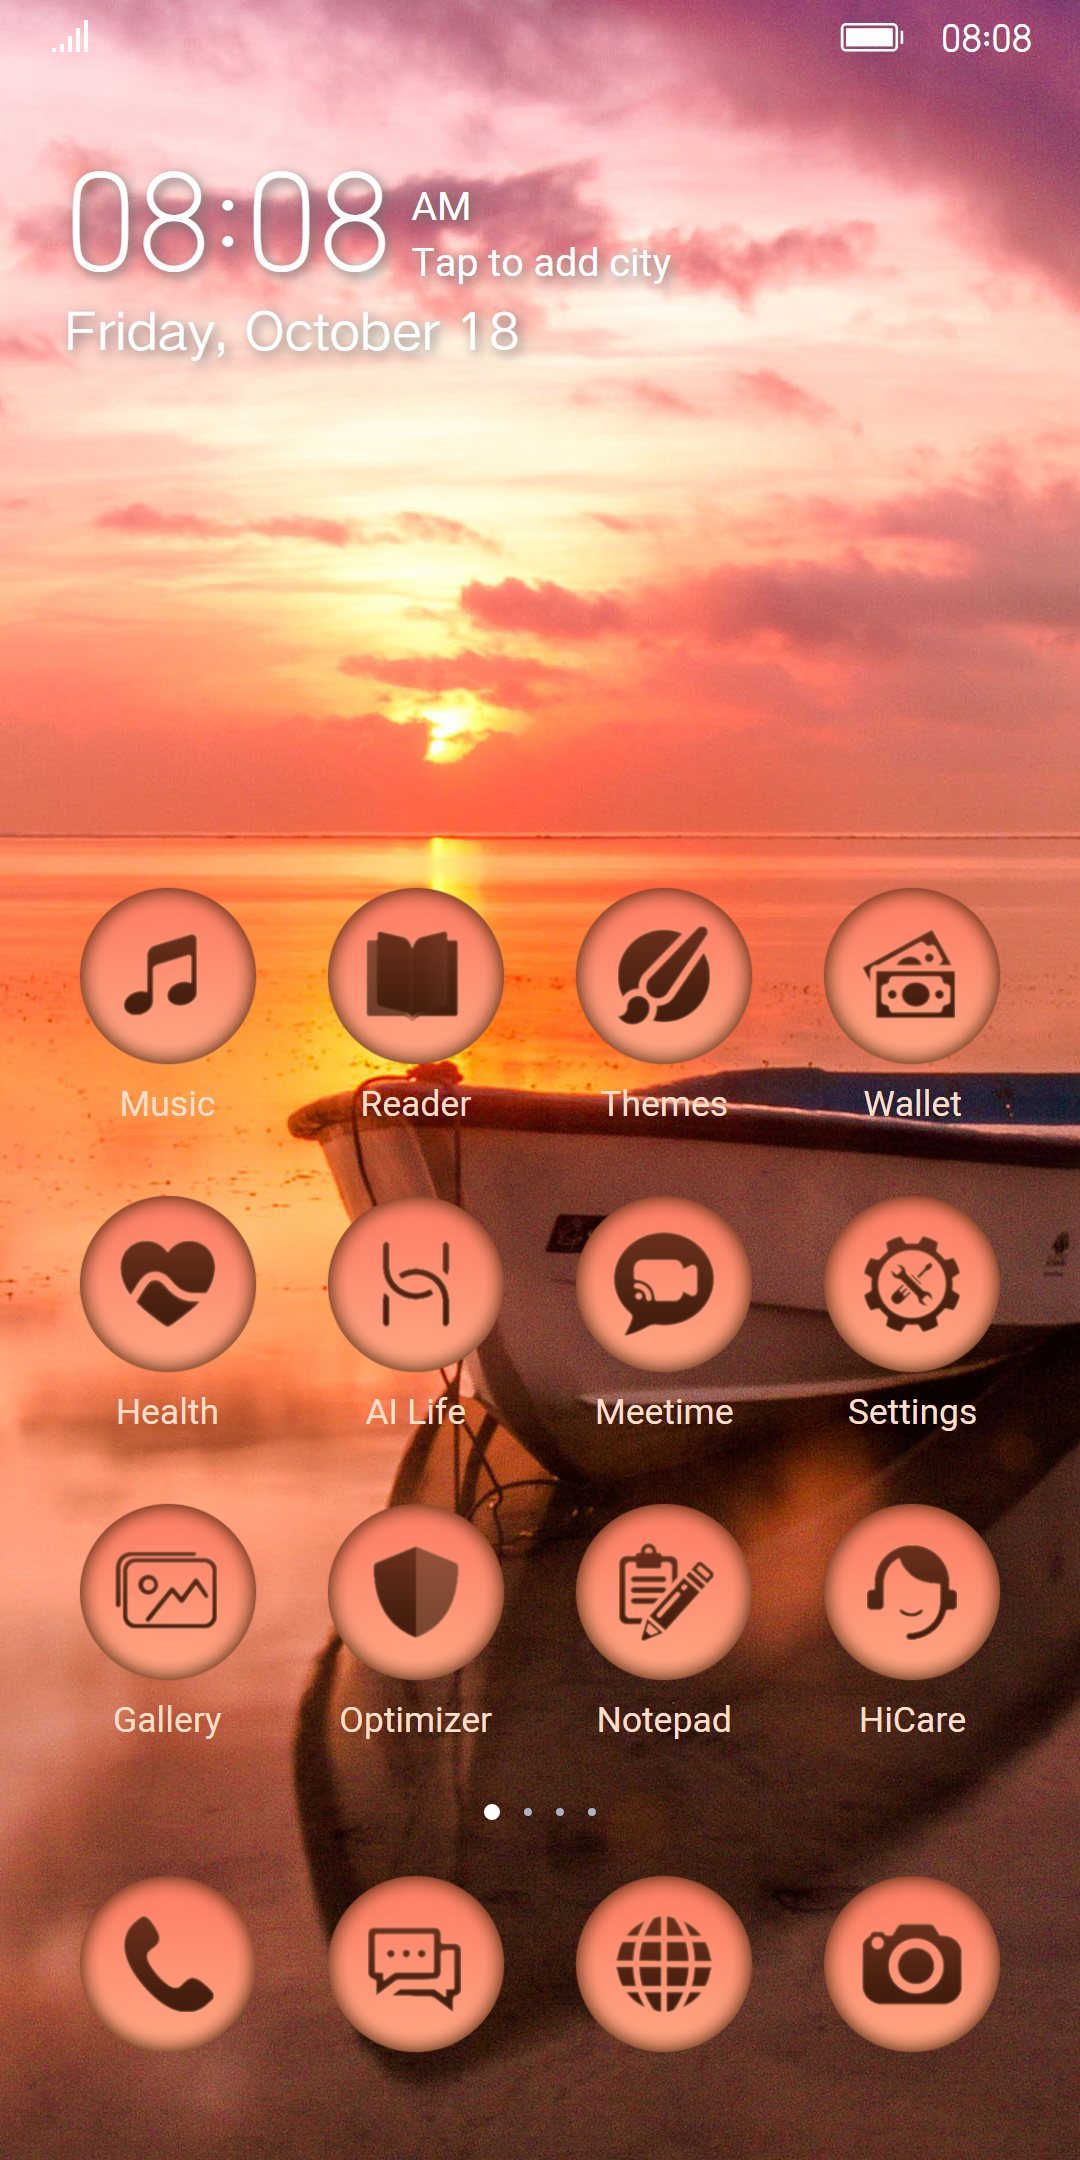 08:08
08:08 AM
Tap to add city
Friday, October 18
Music Reader Themes Wallet
Health AI Life Meetime Settings
Gallery Optimizer Notepad HiCare